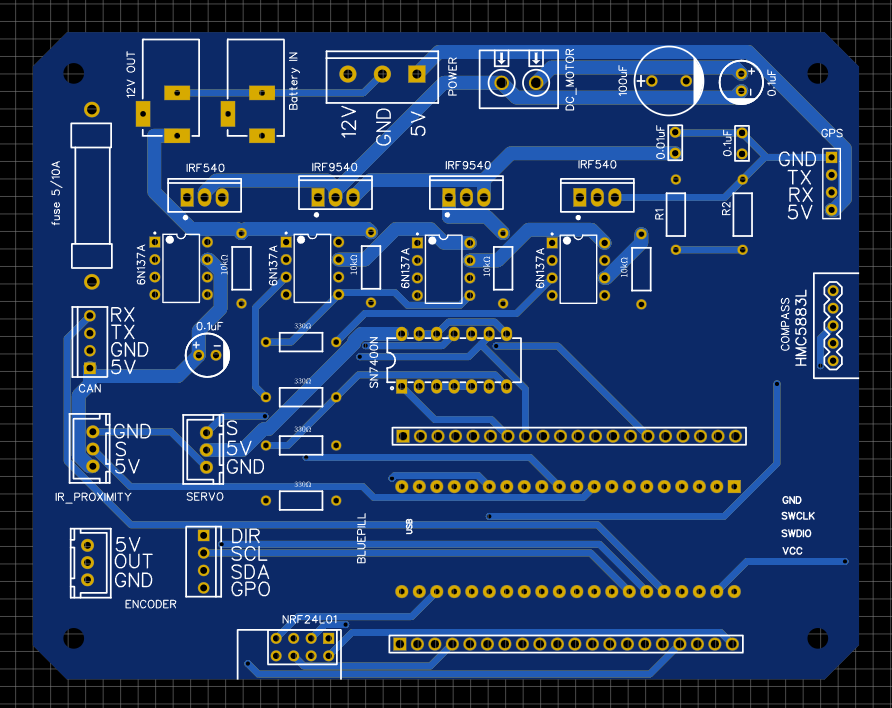 12V OUT
Battery IN
POWER
12V
GND
5V
DC_MOTOR
100uF
+
+
-
0.1uF
fuse 5/10A
IRF540
IRF9540
IRF9540
IRF540
0.01uF
0.1uF
GPS
GND
TX
RX
5V
R1
R2
6N137A
10kΩ
6N137A
10kΩ
6N137A
10kΩ
6N137A
10kΩ
COMPASS
HMC5883L
RX
TX
GND
5V
CAN
0.1uF
+
-
330Ω
SN7400N
330Ω
GND
S
5V
IR_PROXIMITY
S
5V
GND
SERVO
330Ω
330Ω
BLUEPILL
USB
GND
SWCLK
SWDIO
VCC
5V
OUT
GND
ENCODER
DIR
SCL
SDA
GPO
NRF24L01